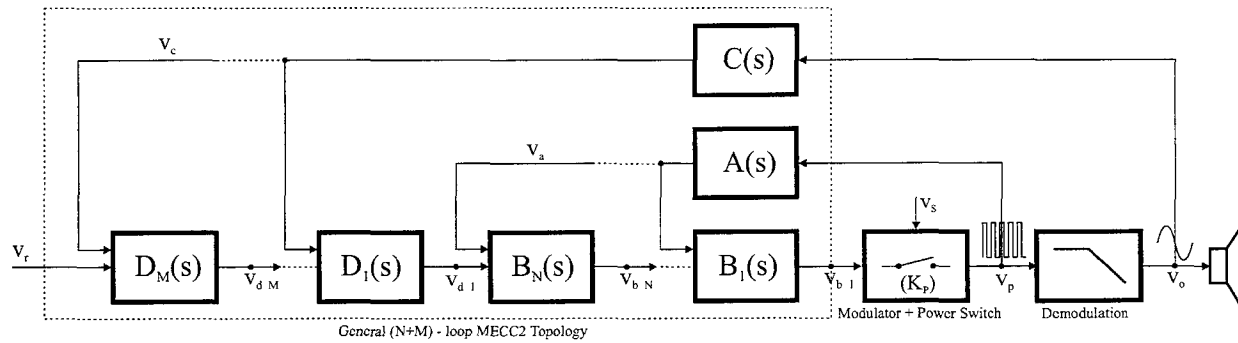 V_c
C(s)
V_a
A(s)
V_s
V_r
D_M(s)
V_d M
D_1(s)
V_d 1
B_N(s)
V_b N
B_1(s)
V_b 1
(K_P)
V_p
V_o
Modulator + Power Switch
Demodulation
General (N+M) - loop MECC2 Topology